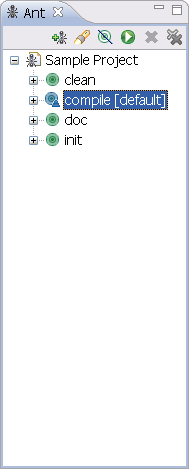 Ant
Sample Project
clean
compile [default]
doc
init